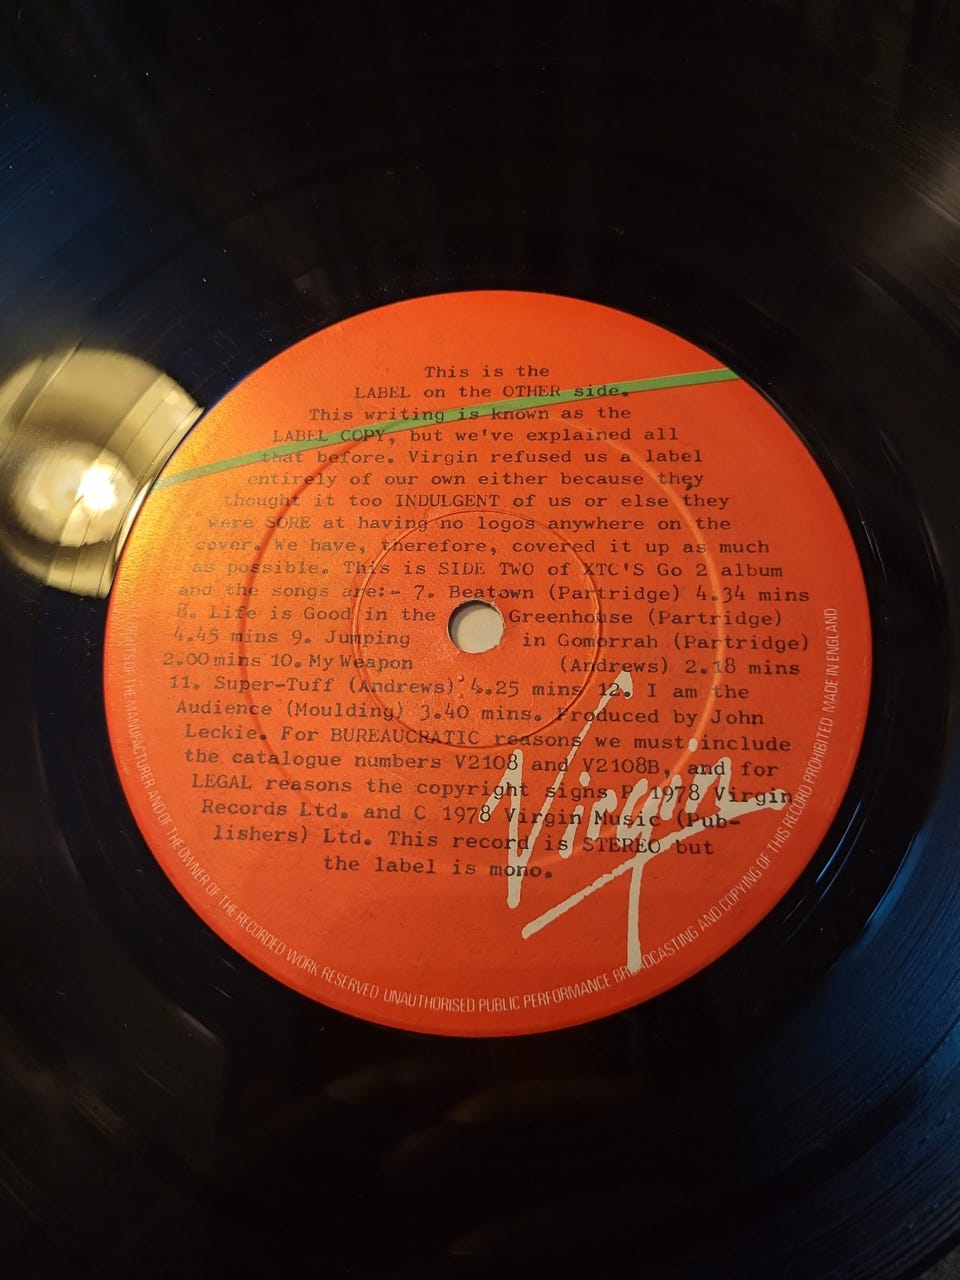 This is the
LABEL on the OTHER side.
This writing is known as the
LABEL COPY, but we've explained all
that before. Virgin refused us a label
entirely of our own either because they
thought it too INDULGENT of us or else they
were SORE at having no logos anywhere on the
cover. We have, therefore, covered it up as much
as possible. This is SIDE TWO of XTC'S Go 2 album
and the songs are:- 7. Beatown (Partridge) 4.34 mins
8. Life is Good in the Greenhouse (Partridge)
4.45 mins 9. Jumping in Gomorrah (Partridge)
2.00 mins 10. My Weapon (Andrews) 2.18 mins
11. Super-Tuff (Andrews) 4.25 mins 12. I am the
Audience (Moulding) 3.40 mins. Produced by John
Leckie. For BUREAUCRATIC reasons we must include
the catalogue numbers V2108 and V2108B, and for
LEGAL reasons the copyright signs P 1978 Virgin
Records Ltd. and C 1978 Virgin Music (Pub-
lishers) Ltd. This record is STEREO but
the label is mono.
Virgin
OF THE MANUFACTURER AND OF THE OWNER OF THE RECORDED WORK RESERVED UNAUTHORISED PUBLIC PERFORMANCE BROADCASTING AND COPYING OF THIS RECORD PROHIBITED MADE IN ENGLAND